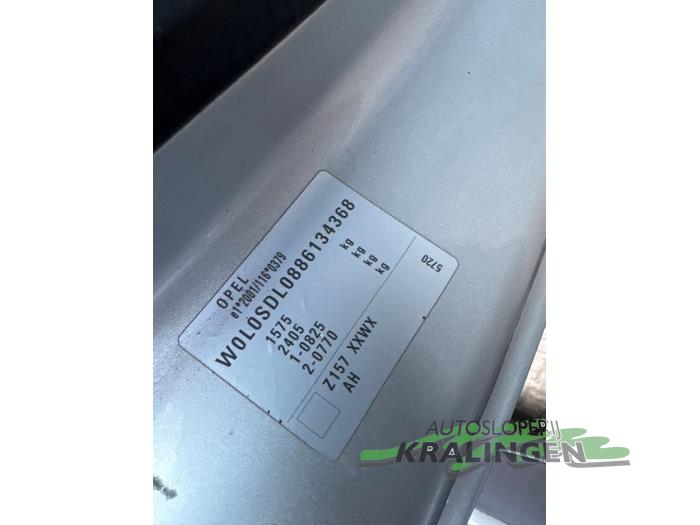 OPEL
e1*2001/116*0379
W0L0SDL0886134368
1575 kg
2405 kg
1-0825 kg
2-0770 kg
5720
Z157 XXWX
AH
AUTOSLOPERIJ
KRALINGEN